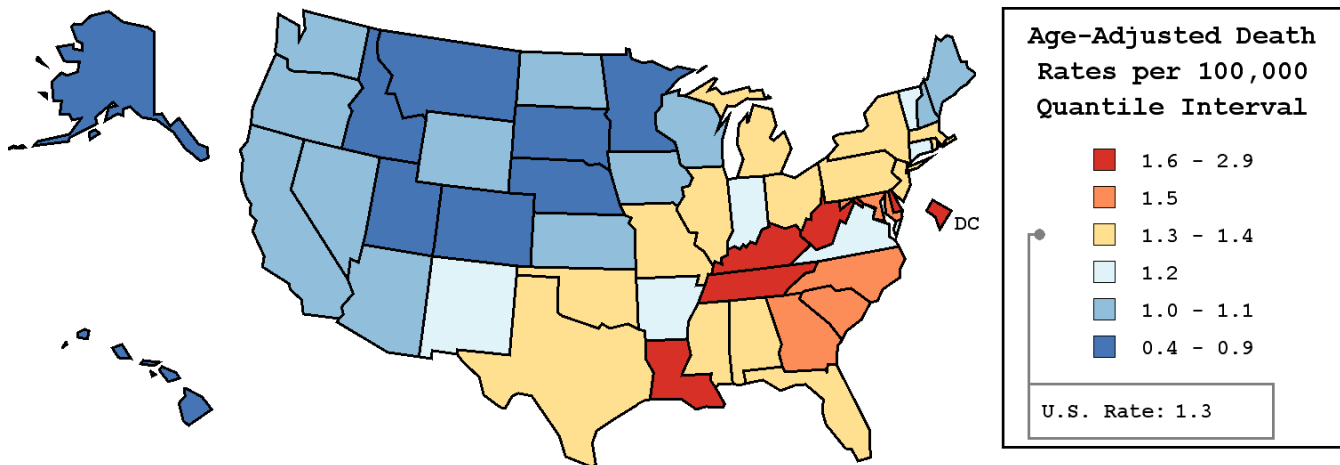 Age-Adjusted Death
Rates per 100,000
Quantile Interval
1.6 - 2.9
1.5
1.3 - 1.4
1.2
1.0 - 1.1
0.4 - 0.9
U.S. Rate: 1.3
DC